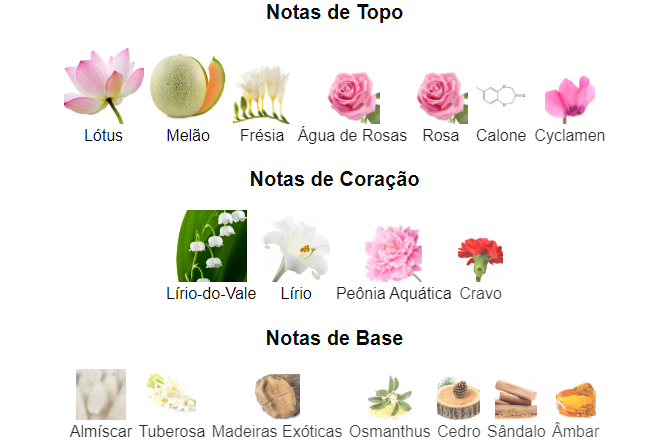 Notas de Topo
Lótus Melão Frésia Água de Rosas Rosa Calone Cyclamen
Notas de Coração
Lírio-do-Vale Lírio Peônia Aquática Cravo
Notas de Base
Almíscar Tuberosa Madeiras Exóticas Osmanthus Cedro Sândalo Âmbar